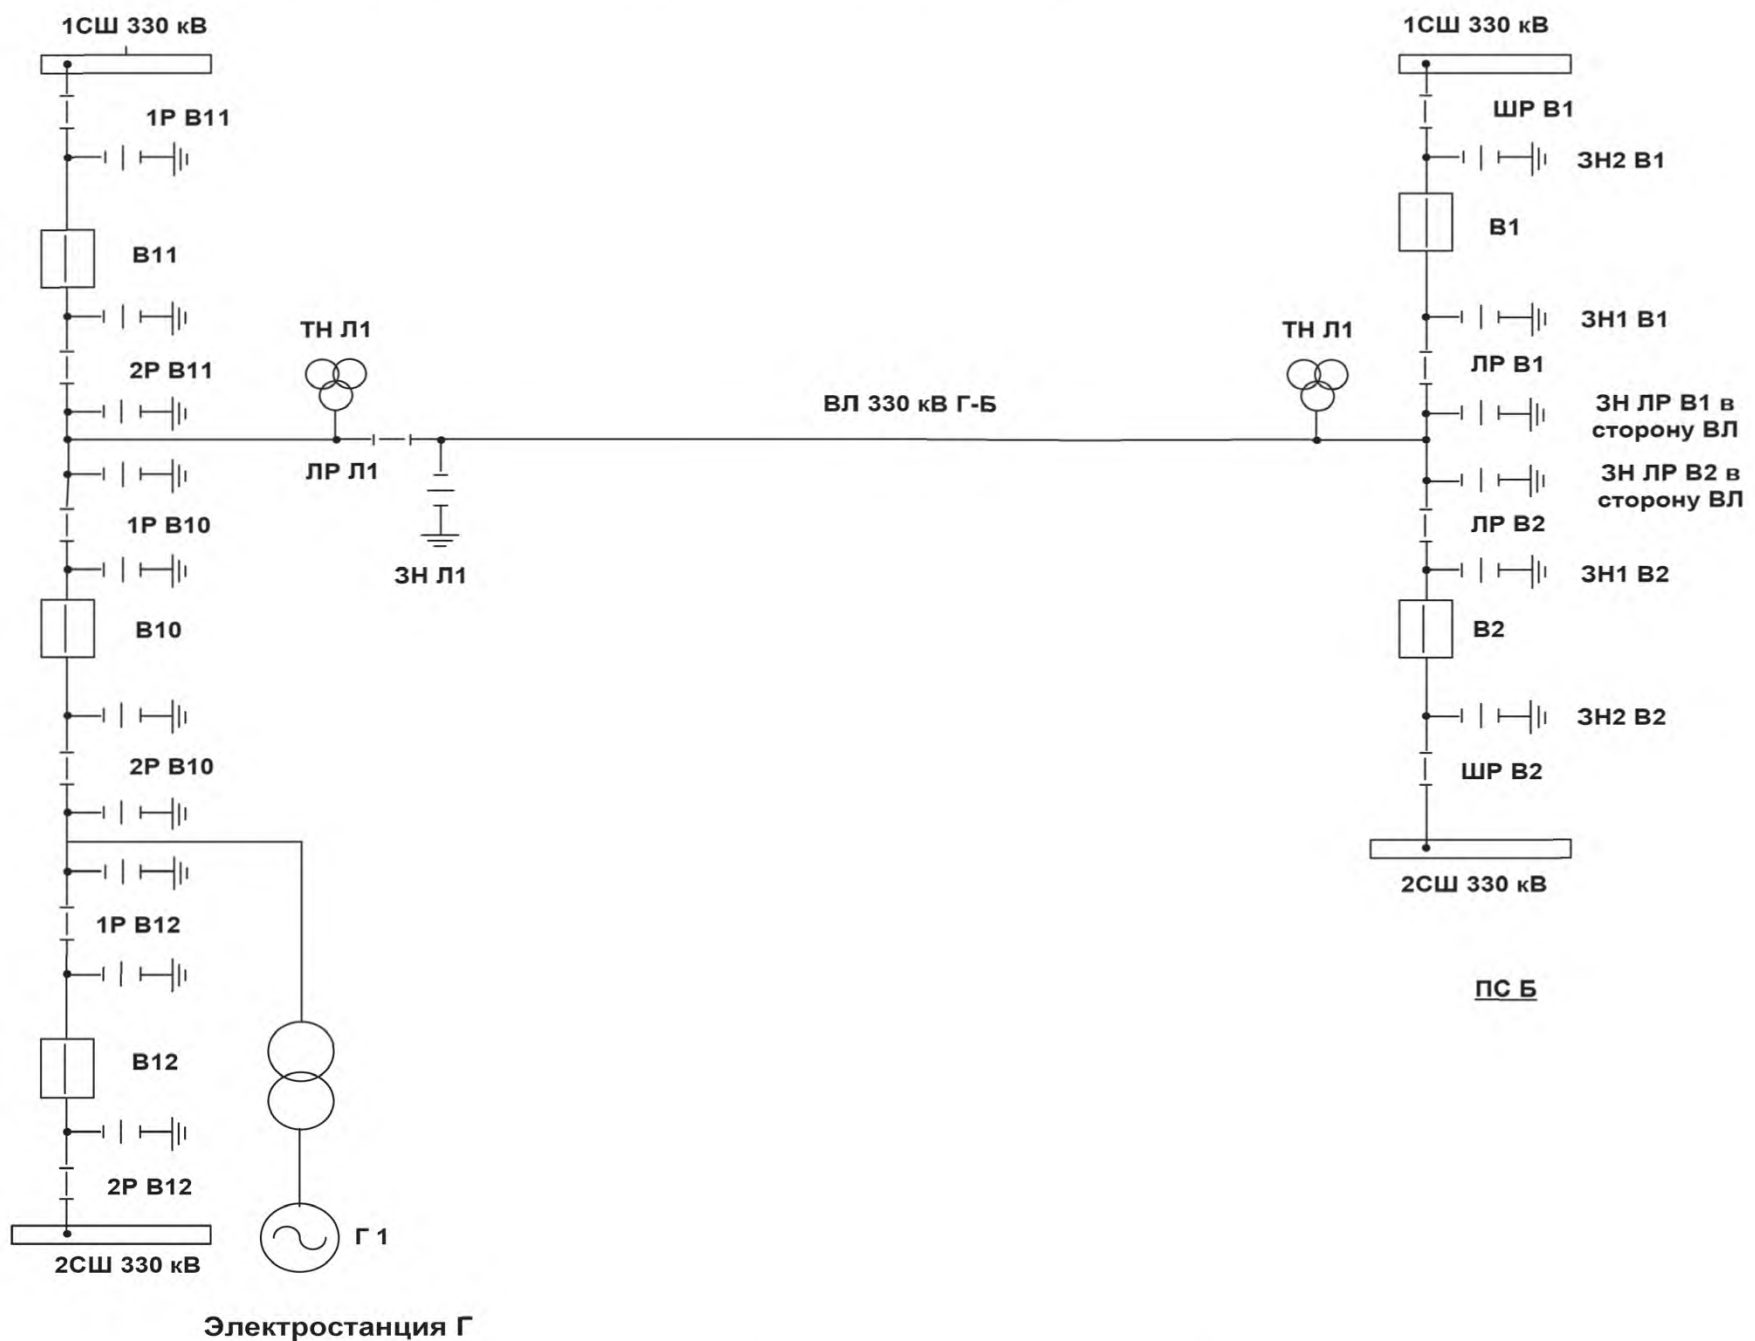 1СШ 330 кВ
1Р В11
В11
2Р В11
ТН Л1
ЛР Л1
ЗН Л1
1Р В10
В10
2Р В10
1Р В12
В12
2Р В12
Г 1
2СШ 330 кВ
Электростанция Г
ВЛ 330 кВ Г-Б
1СШ 330 кВ
ШР В1
ЗН2 В1
В1
ЗН1 В1
ТН Л1
ЛР В1
ЗН ЛР В1 в
сторону ВЛ
ЗН ЛР В2 в
сторону ВЛ
ЛР В2
ЗН1 В2
В2
ЗН2 В2
ШР В2
2СШ 330 кВ
ПС Б